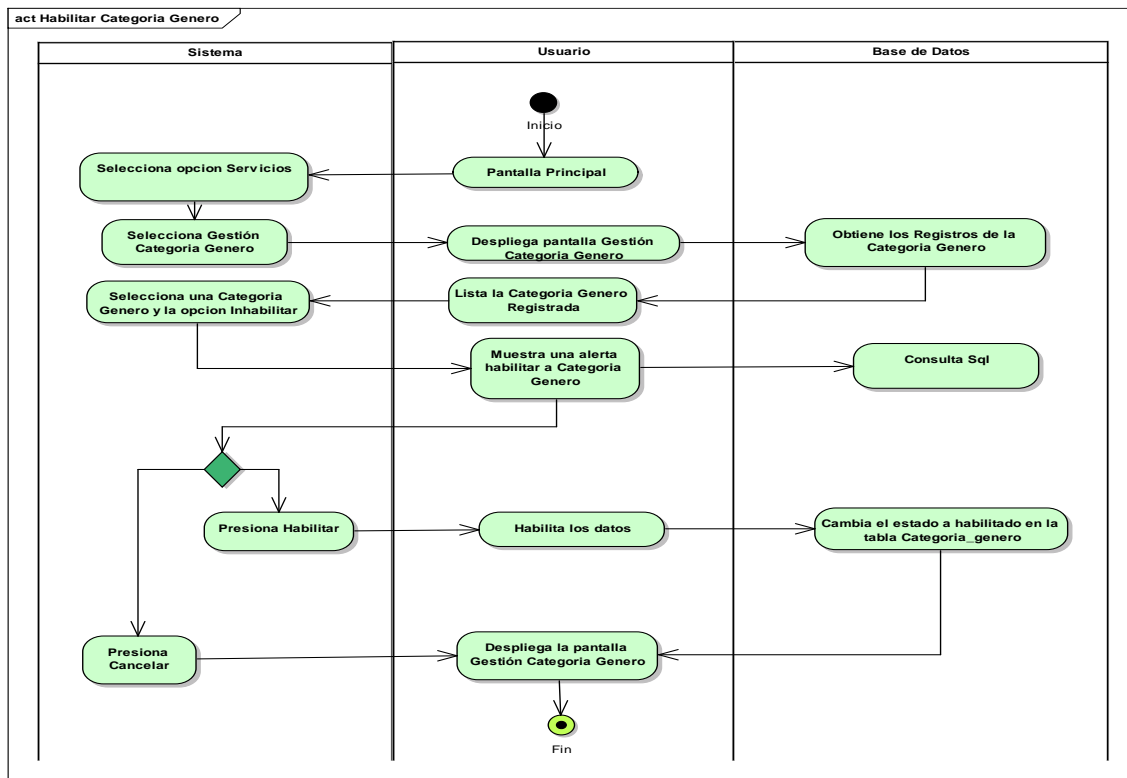 act Habilitar Categoria Genero
Sistema
Usuario
Base de Datos
Inicio
Selecciona opcion Servicios
Pantalla Principal
Selecciona Gestión
Categoria Genero
Despliega pantalla Gestión
Categoria Genero
Obtiene los Registros de la
Categoria Genero
Selecciona una Categoria
Genero y la opcion Inhabilitar
Lista la Categoria Genero
Registrada
Muestra una alerta
habilitar a Categoria
Genero
Consulta Sql
Presiona Habilitar
Habilita los datos
Cambia el estado a habilitado en la
tabla Categoria_genero
Presiona
Cancelar
Despliega la pantalla
Gestión Categoria Genero
Fin